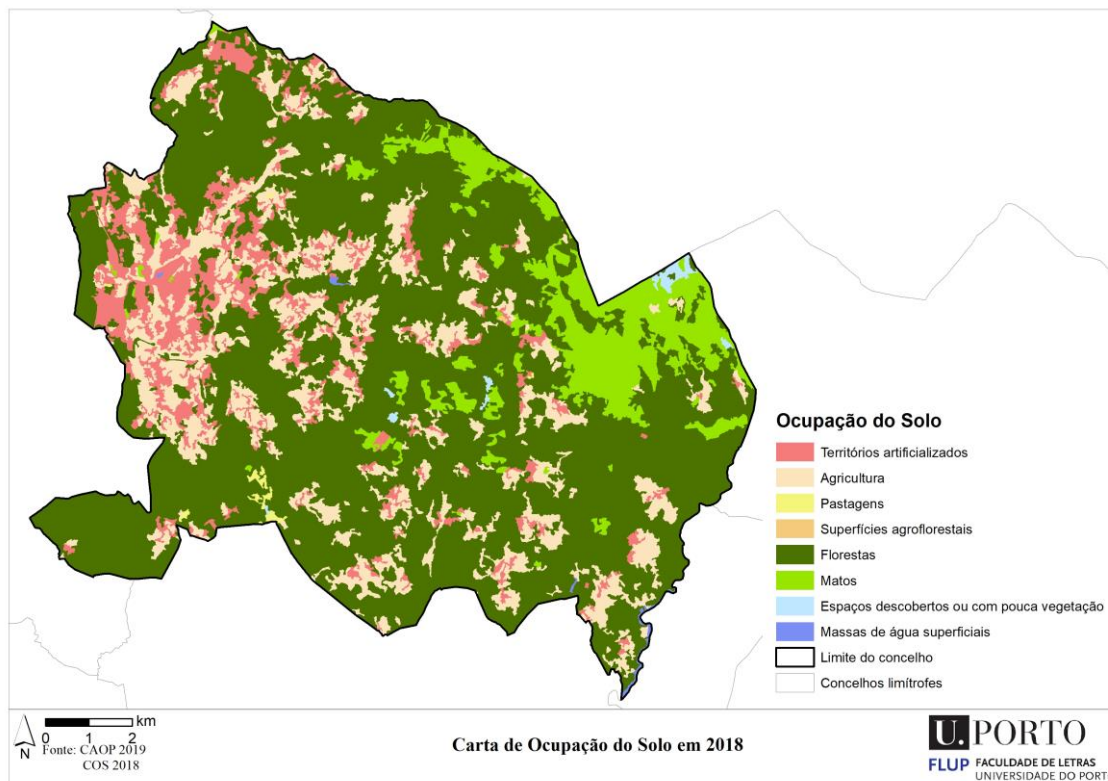 Ocupação do Solo
Territórios artificializados
Agricultura
Pastagens
Superfícies agroflorestais
Florestas
Matos
Espaços descobertos ou com pouca vegetação
Massas de água superficiais
Limite do concelho
Concelhos limítrofes
km
0 1 2
N
Fonte: CAOP 2019
COS 2018
Carta de Ocupação do Solo em 2018
U. PORTO
FLUP FACULDADE DE LETRAS
UNIVERSIDADE DO PORT